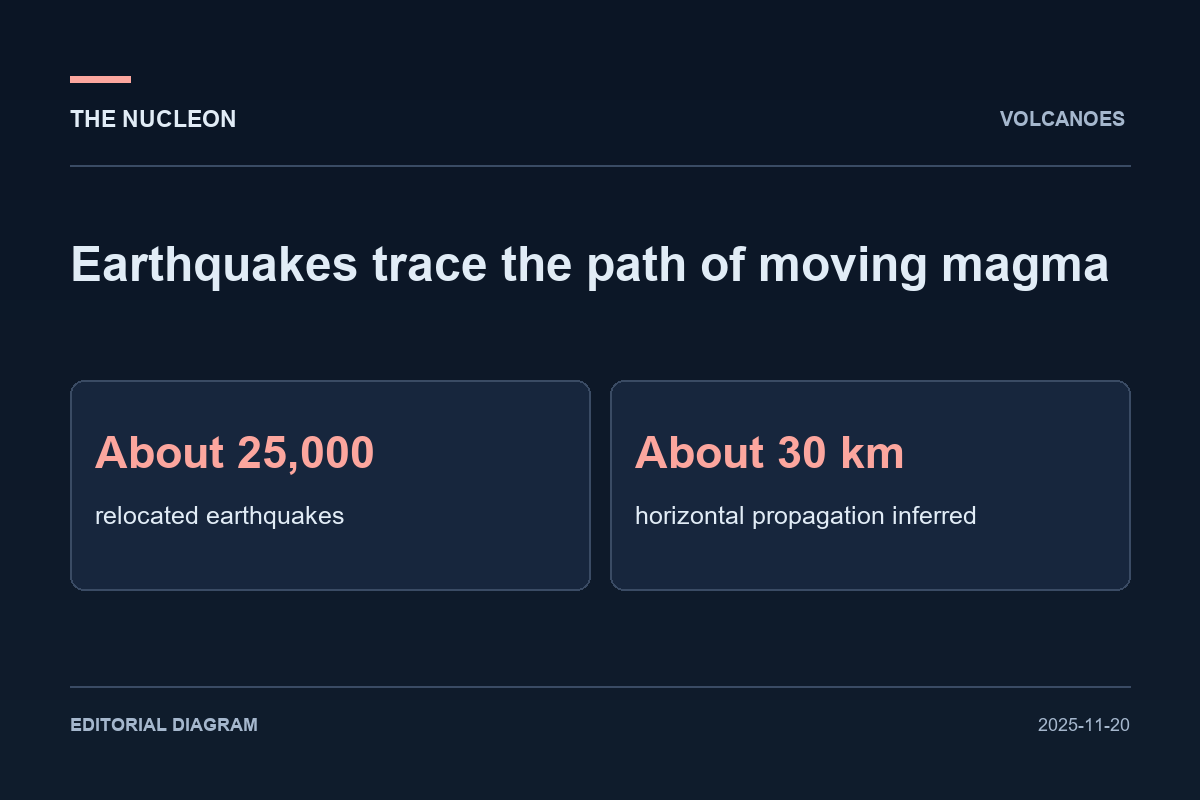 THE NUCLEON
VOLCANOES
Earthquakes trace the path of moving magma
About 25,000
relocated earthquakes
About 30 km
horizontal propagation inferred
EDITORIAL DIAGRAM
2025-11-20